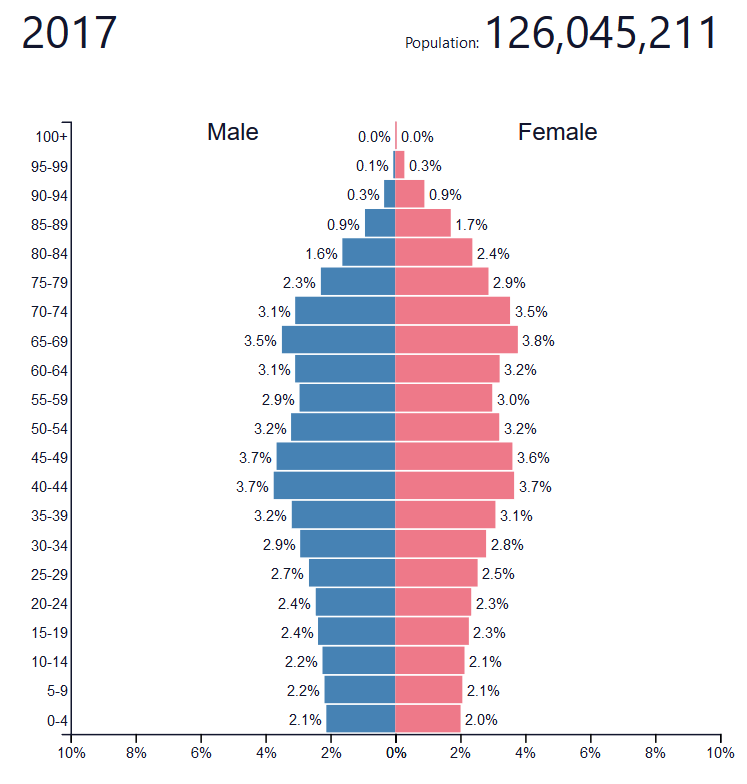 2017
Population: 126,045,211
Male Female
100+ 0.0% 0.0%
95-99 0.1% 0.3%
90-94 0.3% 0.9%
85-89 0.9% 1.7%
80-84 1.6% 2.4%
75-79 2.3% 2.9%
70-74 3.1% 3.5%
65-69 3.5% 3.8%
60-64 3.1% 3.2%
55-59 2.9% 3.0%
50-54 3.2% 3.2%
45-49 3.7% 3.6%
40-44 3.7% 3.7%
35-39 3.2% 3.1%
30-34 2.9% 2.8%
25-29 2.7% 2.5%
20-24 2.4% 2.3%
15-19 2.4% 2.3%
10-14 2.2% 2.1%
5-9 2.2% 2.1%
0-4 2.1% 2.0%
10% 8% 6% 4% 2% 0% 2% 4% 6% 8% 10%